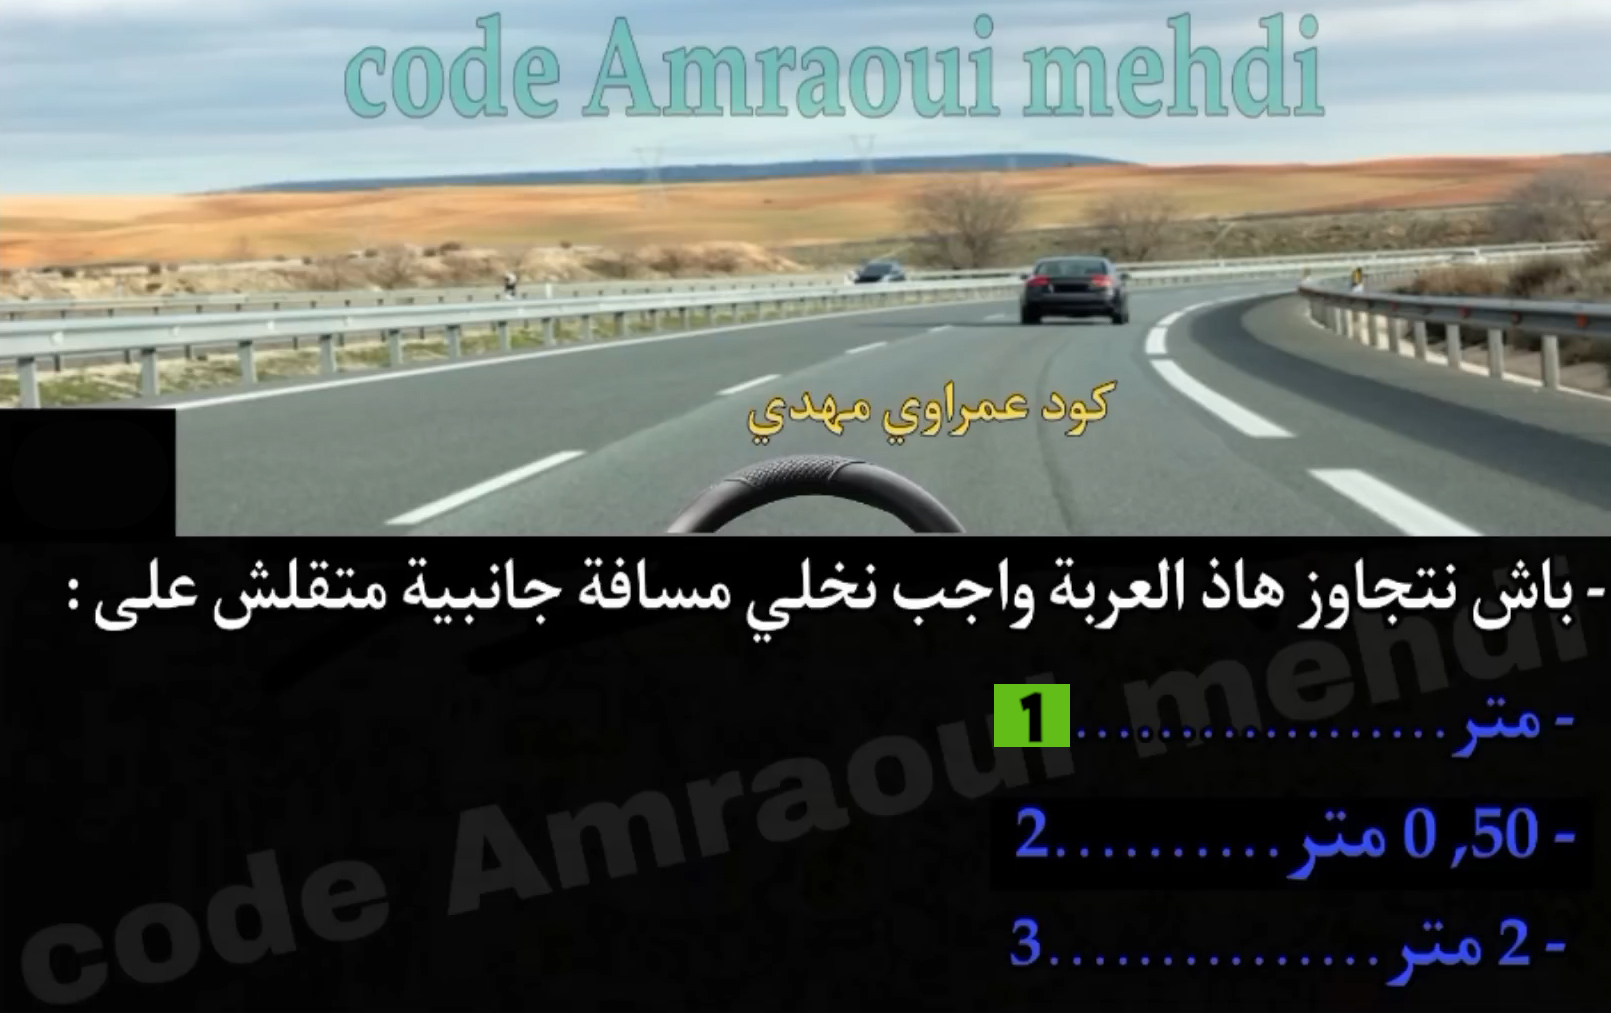 code Amraoui mehdi
كود عمراوي مهدي
- باش نتجاوز هاذ العربة واجب نخلي مسافة جانبية متقلش على :
- متر..................1
- 0,50 متر..........2
- 2 متر...............3
code Amraoui mehdi